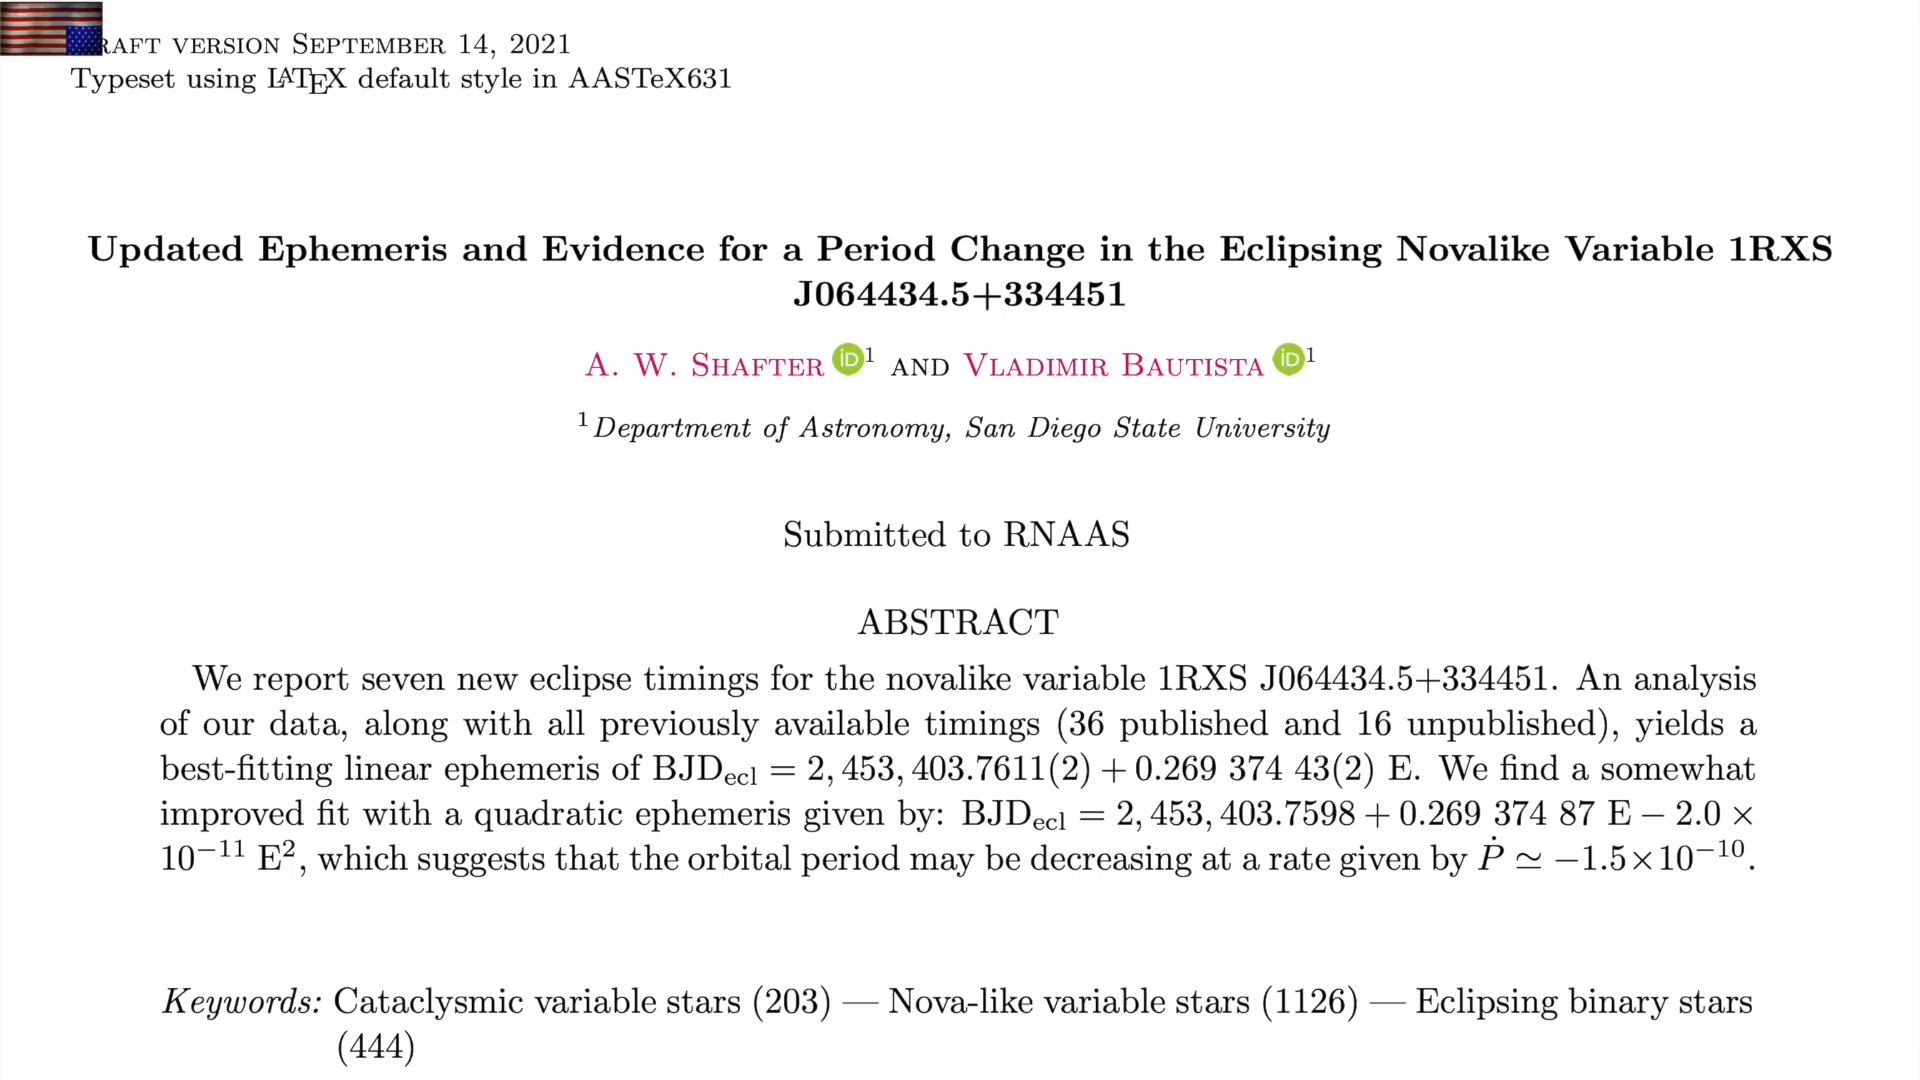 RAFT VERSION SEPTEMBER 14, 2021
Typeset using LATEX default style in AASTeX631
Updated Ephemeris and Evidence for a Period Change in the Eclipsing Novalike Variable 1RXS
J064434.5+334451
A. W. SHAFTER iD 1 AND VLADIMIR BAUTISTA iD 1
1 Department of Astronomy, San Diego State University
Submitted to RNAAS
ABSTRACT
We report seven new eclipse timings for the novalike variable 1RXS J064434.5+334451. An analysis
of our data, along with all previously available timings (36 published and 16 unpublished), yields a
best-fitting linear ephemeris of BJD_ecl = 2,453,403.7611(2) + 0.269 374 43(2) E. We find a somewhat
improved fit with a quadratic ephemeris given by: BJD_ecl = 2,453,403.7598 + 0.269 374 87 E − 2.0 ×
10⁻¹¹ E², which suggests that the orbital period may be decreasing at a rate given by Ṗ ≃ −1.5×10⁻¹⁰.
Keywords: Cataclysmic variable stars (203) — Nova-like variable stars (1126) — Eclipsing binary stars
(444)